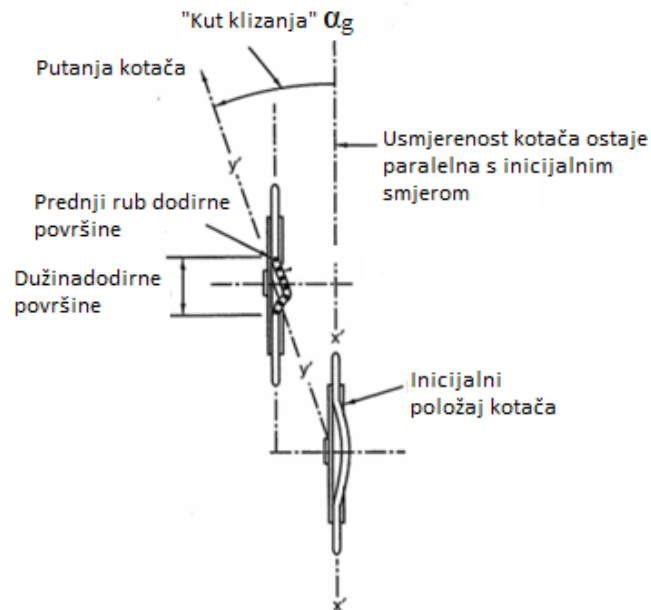 "Kut klizanja" αg
Putanja kotača
Usmjerenost kotača ostaje
paralelna s inicijalnim
smjerom
y'
Prednji rub dodirne
površine
Dužinadodirne
površine
x'
y'
Inicijalni
položaj kotača
x'